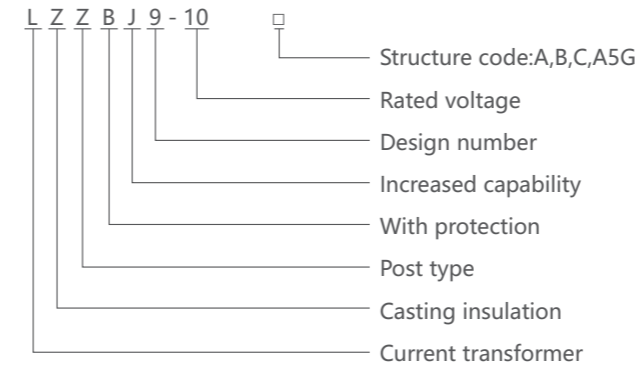 L Z Z B J 9 - 10 □
Structure code:A,B,C,A5G
Rated voltage
Design number
Increased capability
With protection
Post type
Casting insulation
Current transformer